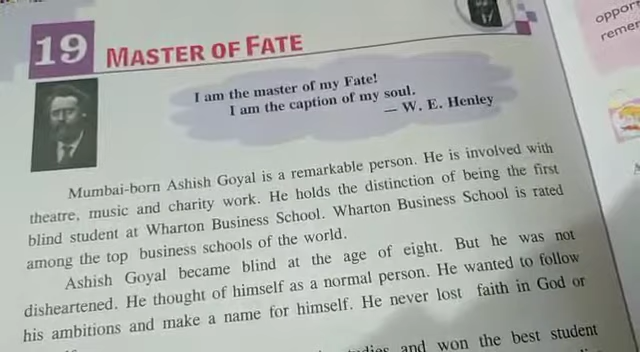 19 MASTER OF FATE
I am the master of my Fate!
I am the caption of my soul.
— W. E. Henley
Mumbai-born Ashish Goyal is a remarkable person. He is involved with
theatre, music and charity work. He holds the distinction of being the first
blind student at Wharton Business School. Wharton Business School is rated
among the top business schools of the world.
Ashish Goyal became blind at the age of eight. But he was not
disheartened. He thought of himself as a normal person. He wanted to follow
his ambitions and make a name for himself. He never lost faith in God or
and won the best student